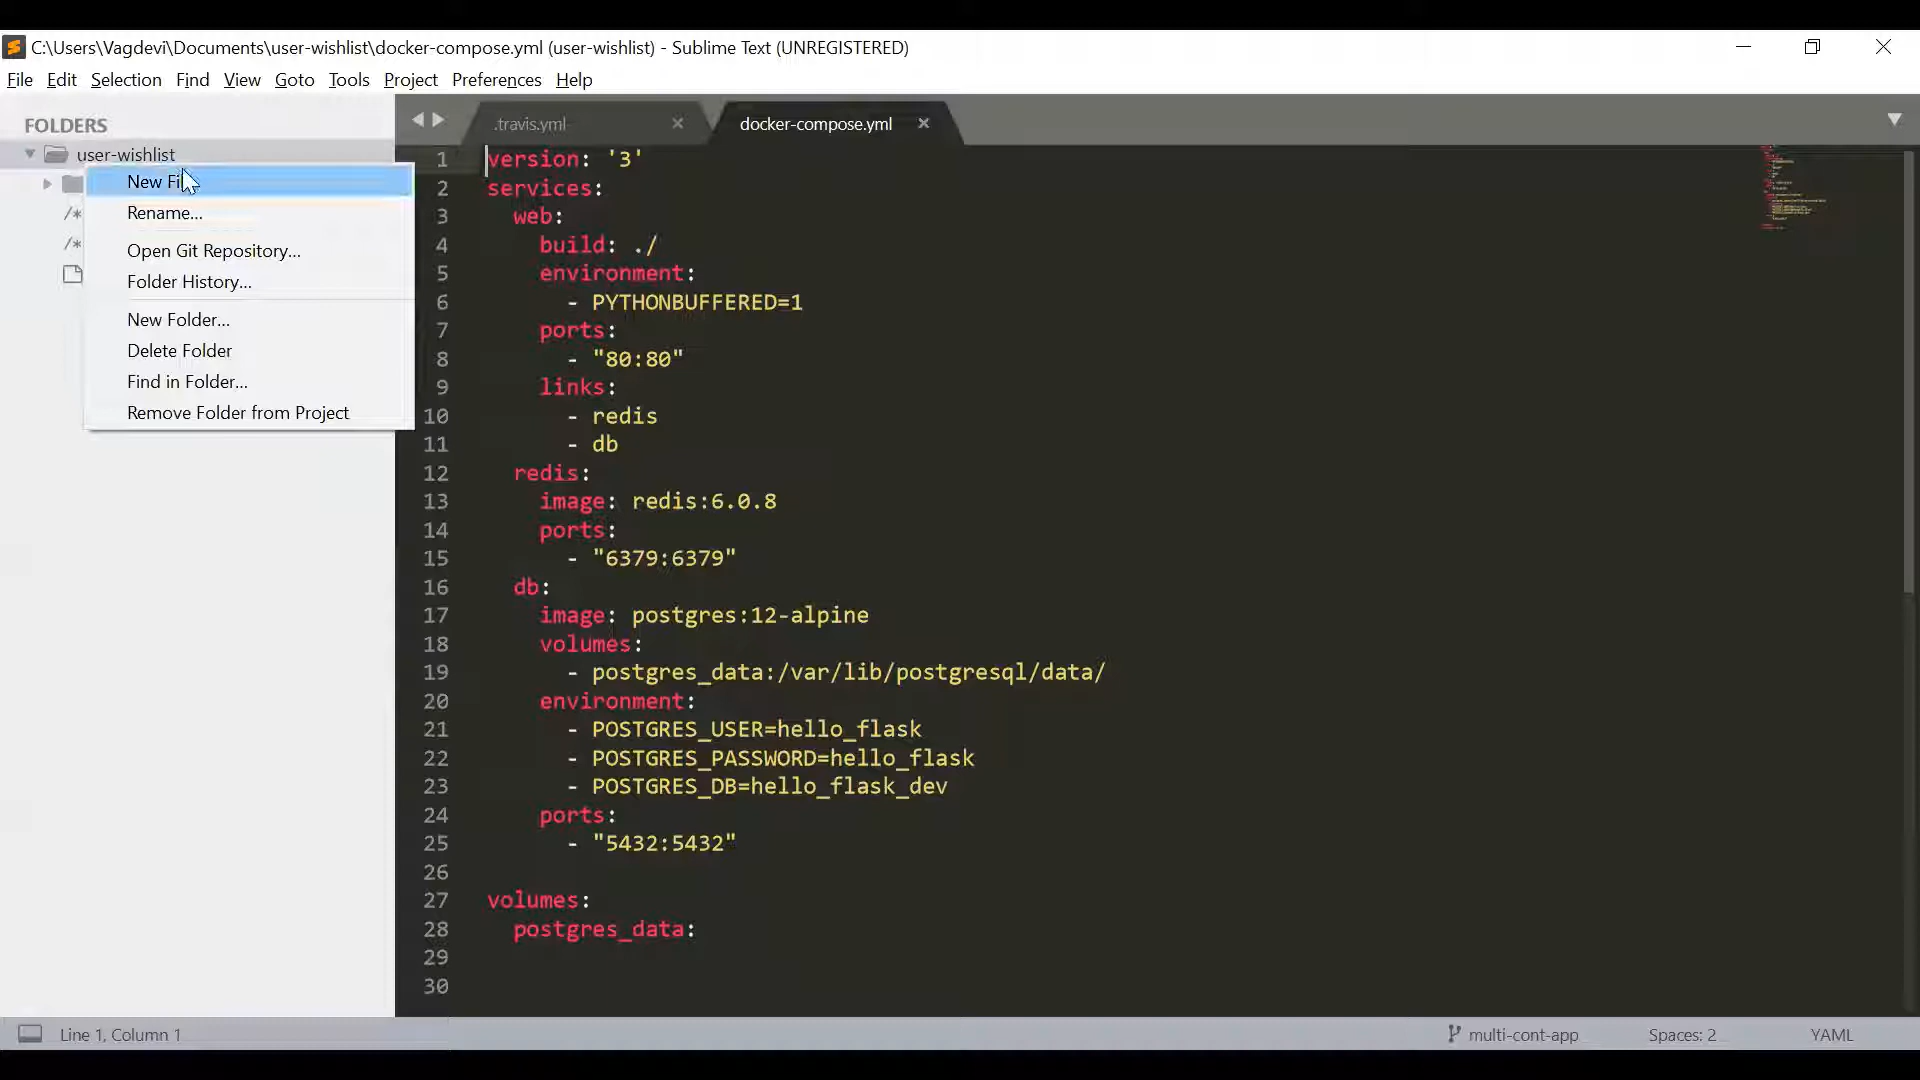 C:\Users\Vagdevi\Documents\user-wishlist\docker-compose.yml (user-wishlist) - Sublime Text (UNREGISTERED)
File Edit Selection Find View Goto Tools Project Preferences Help
FOLDERS
user-wishlist
/*
/*
New Fi
Rename...
Open Git Repository...
Folder History...
New Folder...
Delete Folder
Find in Folder...
Remove Folder from Project
.travis.yml docker-compose.yml
1 version: '3'
2 services:
3 web:
4 build: ./
5 environment:
6 - PYTHONBUFFERED=1
7 ports:
8 - "80:80"
9 links:
10 - redis
11 - db
12 redis:
13 image: redis:6.0.8
14 ports:
15 - "6379:6379"
16 db:
17 image: postgres:12-alpine
18 volumes:
19 - postgres_data:/var/lib/postgresql/data/
20 environment:
21 - POSTGRES_USER=hello_flask
22 - POSTGRES_PASSWORD=hello_flask
23 - POSTGRES_DB=hello_flask_dev
24 ports:
25 - "5432:5432"
26
27 volumes:
28 postgres_data:
29
30
Line 1, Column 1 multi-cont-app Spaces: 2 YAML